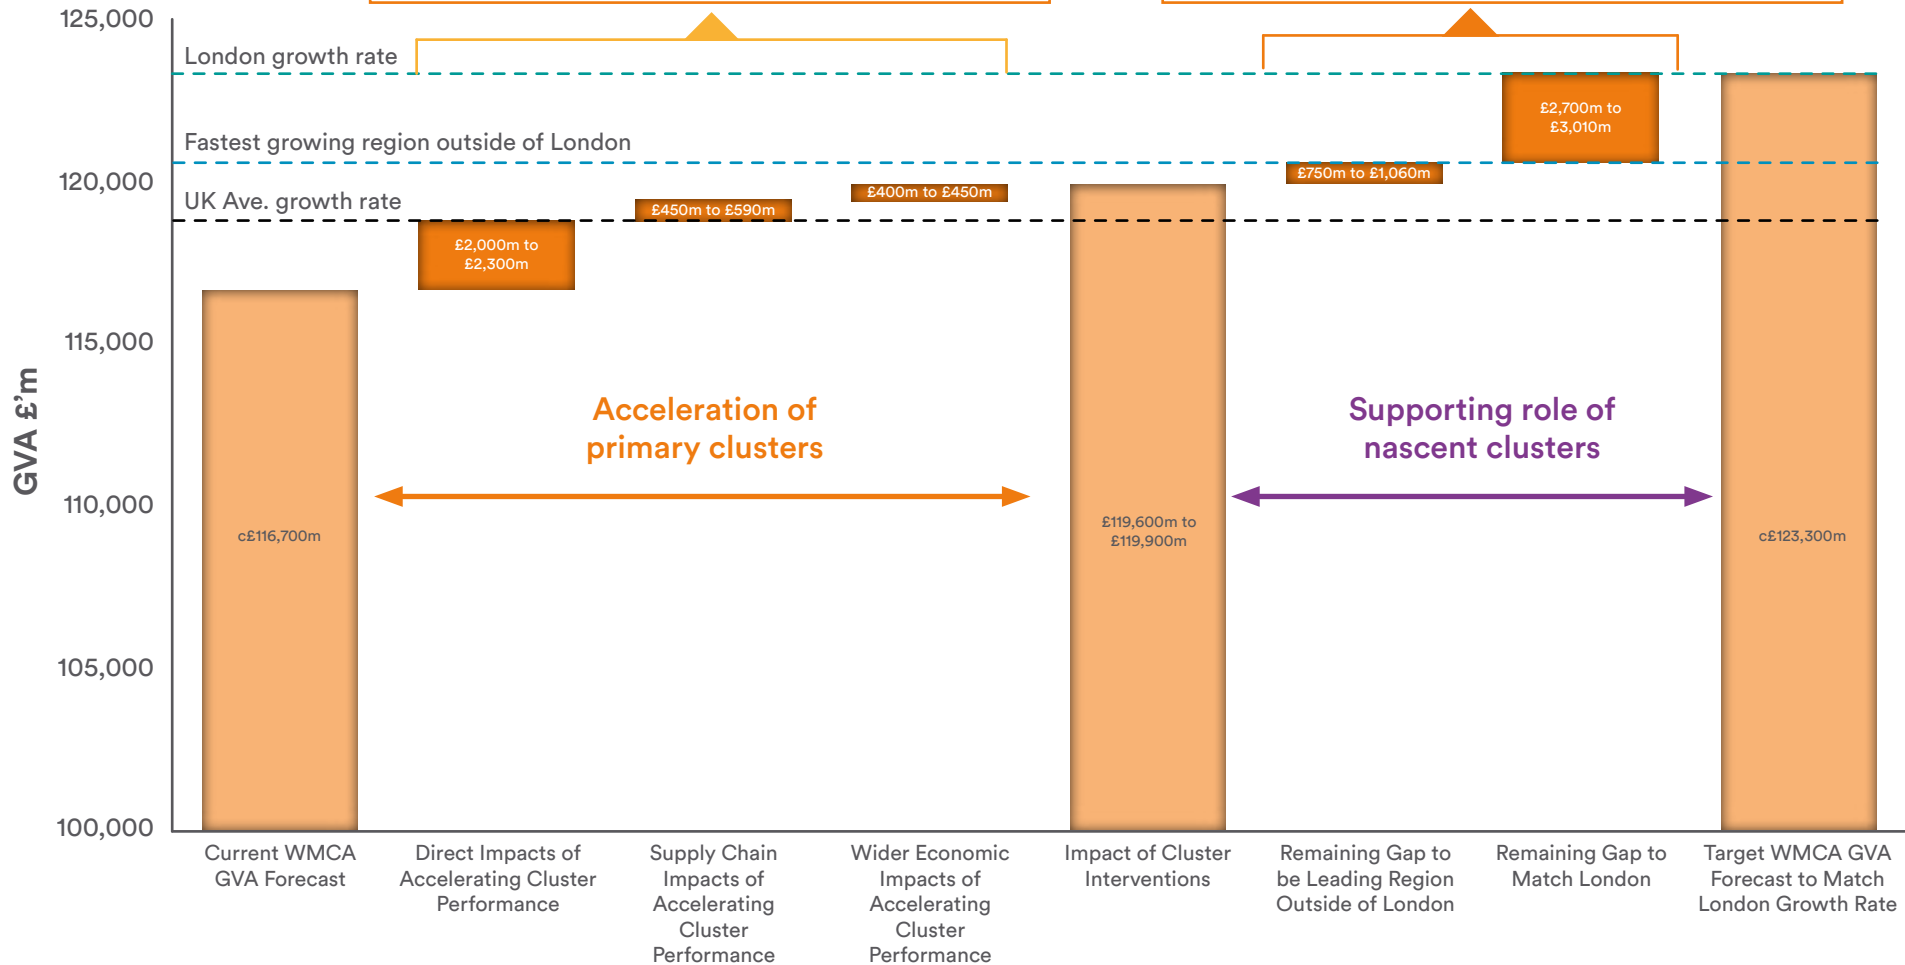 125,000
London growth rate
£2,700m to
£3,010m
Fastest growing region outside of London
£750m to £1,060m
120,000
UK Ave. growth rate
£400m to £450m
£450m to £590m
£2,000m to
£2,300m
115,000
GVA £'m
Acceleration of
primary clusters
Supporting role of
nascent clusters
110,000
c£116,700m
£119,600m to
£119,900m
c£123,300m
105,000
100,000
Current WMCA
GVA Forecast
Direct Impacts of
Accelerating Cluster
Performance
Supply Chain
Impacts of
Accelerating
Cluster
Performance
Wider Economic
Impacts of
Accelerating
Cluster
Performance
Impact of Cluster
Interventions
Remaining Gap to
be Leading Region
Outside of London
Remaining Gap to
Match London
Target WMCA GVA
Forecast to Match
London Growth Rate